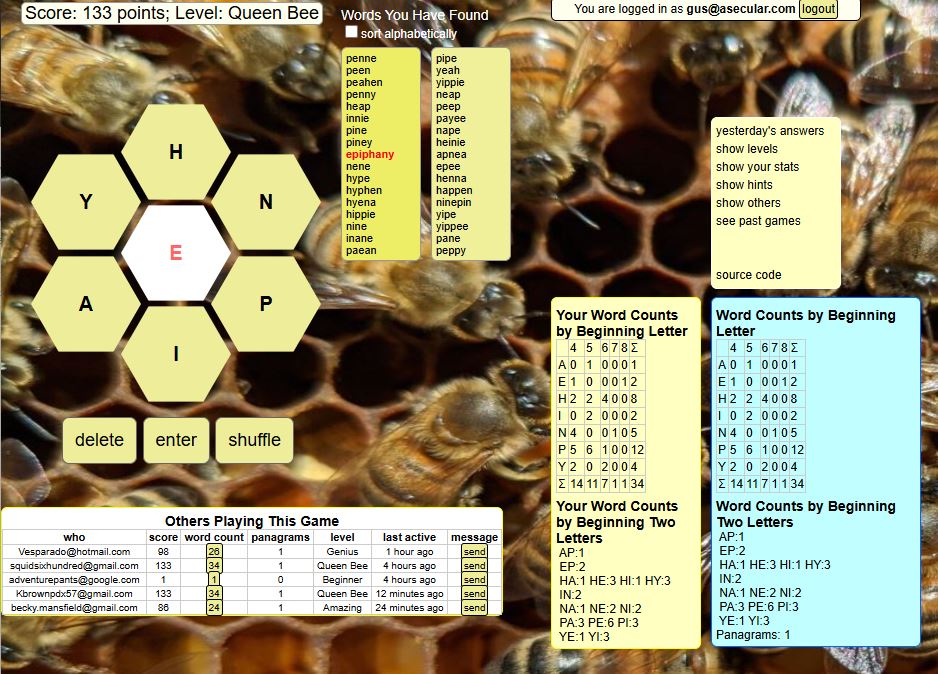 Score: 133 points; Level: Queen Bee
Words You Have Found
sort alphabetically
You are logged in as gus@asecular.com logout
penne
peen
peahen
penny
heap
innie
pine
piney
epiphany
nene
hype
hyphen
hyena
hippie
nine
inane
paean
pipe
yeah
yippie
neap
peep
payee
nape
heinie
apnea
epee
henna
happen
ninepin
yipe
yippee
pane
peppy
H
Y
N
E
A
P
I
delete
enter
shuffle
yesterday's answers
show levels
show your stats
show hints
show others
see past games
source code
Your Word Counts
by Beginning Letter
4 5 6 7 8 Σ
A 0 1 0 0 0 1
E 1 0 0 0 1 2
H 2 2 4 0 0 8
I 0 2 0 0 0 2
N 4 0 0 1 0 5
P 5 6 1 0 0 12
Y 2 0 2 0 0 4
Σ 14 11 7 1 1 34
Your Word Counts
by Beginning Two
Letters
AP:1
EP:2
HA:1 HE:3 HI:1 HY:3
IN:2
NA:1 NE:2 NI:2
PA:3 PE:6 PI:3
YE:1 YI:3
Word Counts by Beginning
Letter
4 5 6 7 8 Σ
A 0 1 0 0 0 1
E 1 0 0 0 1 2
H 2 2 4 0 0 8
I 0 2 0 0 0 2
N 4 0 0 1 0 5
P 5 6 1 0 0 12
Y 2 0 2 0 0 4
Σ 14 11 7 1 1 34
Word Counts by Beginning
Two Letters
AP:1
EP:2
HA:1 HE:3 HI:1 HY:3
IN:2
NA:1 NE:2 NI:2
PA:3 PE:6 PI:3
YE:1 YI:3
Panagrams: 1
Others Playing This Game
who score word count panagrams level last active message
Vesparado@hotmail.com 98 26 1 Genius 1 hour ago send
squidsixhundred@gmail.com 133 34 1 Queen Bee 4 hours ago send
adventurepants@google.com 1 1 0 Beginner 4 hours ago send
Kbrownpdx57@gmail.com 133 34 1 Queen Bee 12 minutes ago send
becky.mansfield@gmail.com 86 24 1 Amazing 24 minutes ago send